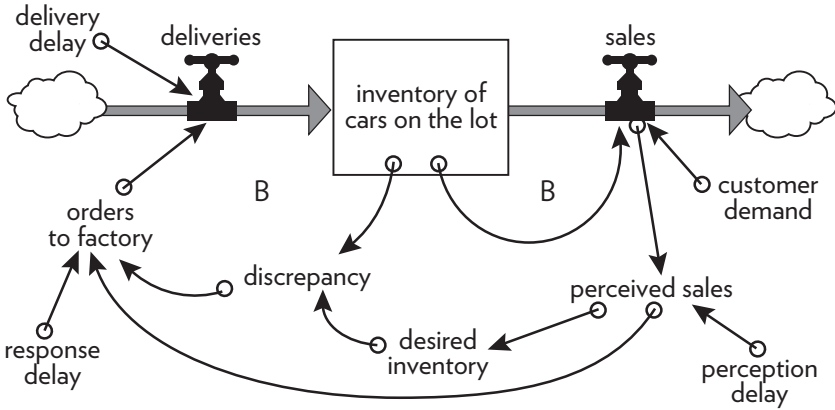 delivery
delay
deliveries
sales
inventory of
cars on the lot
B
B
customer
demand
orders
to factory
discrepancy
perceived sales
desired
inventory
response
delay
perception
delay